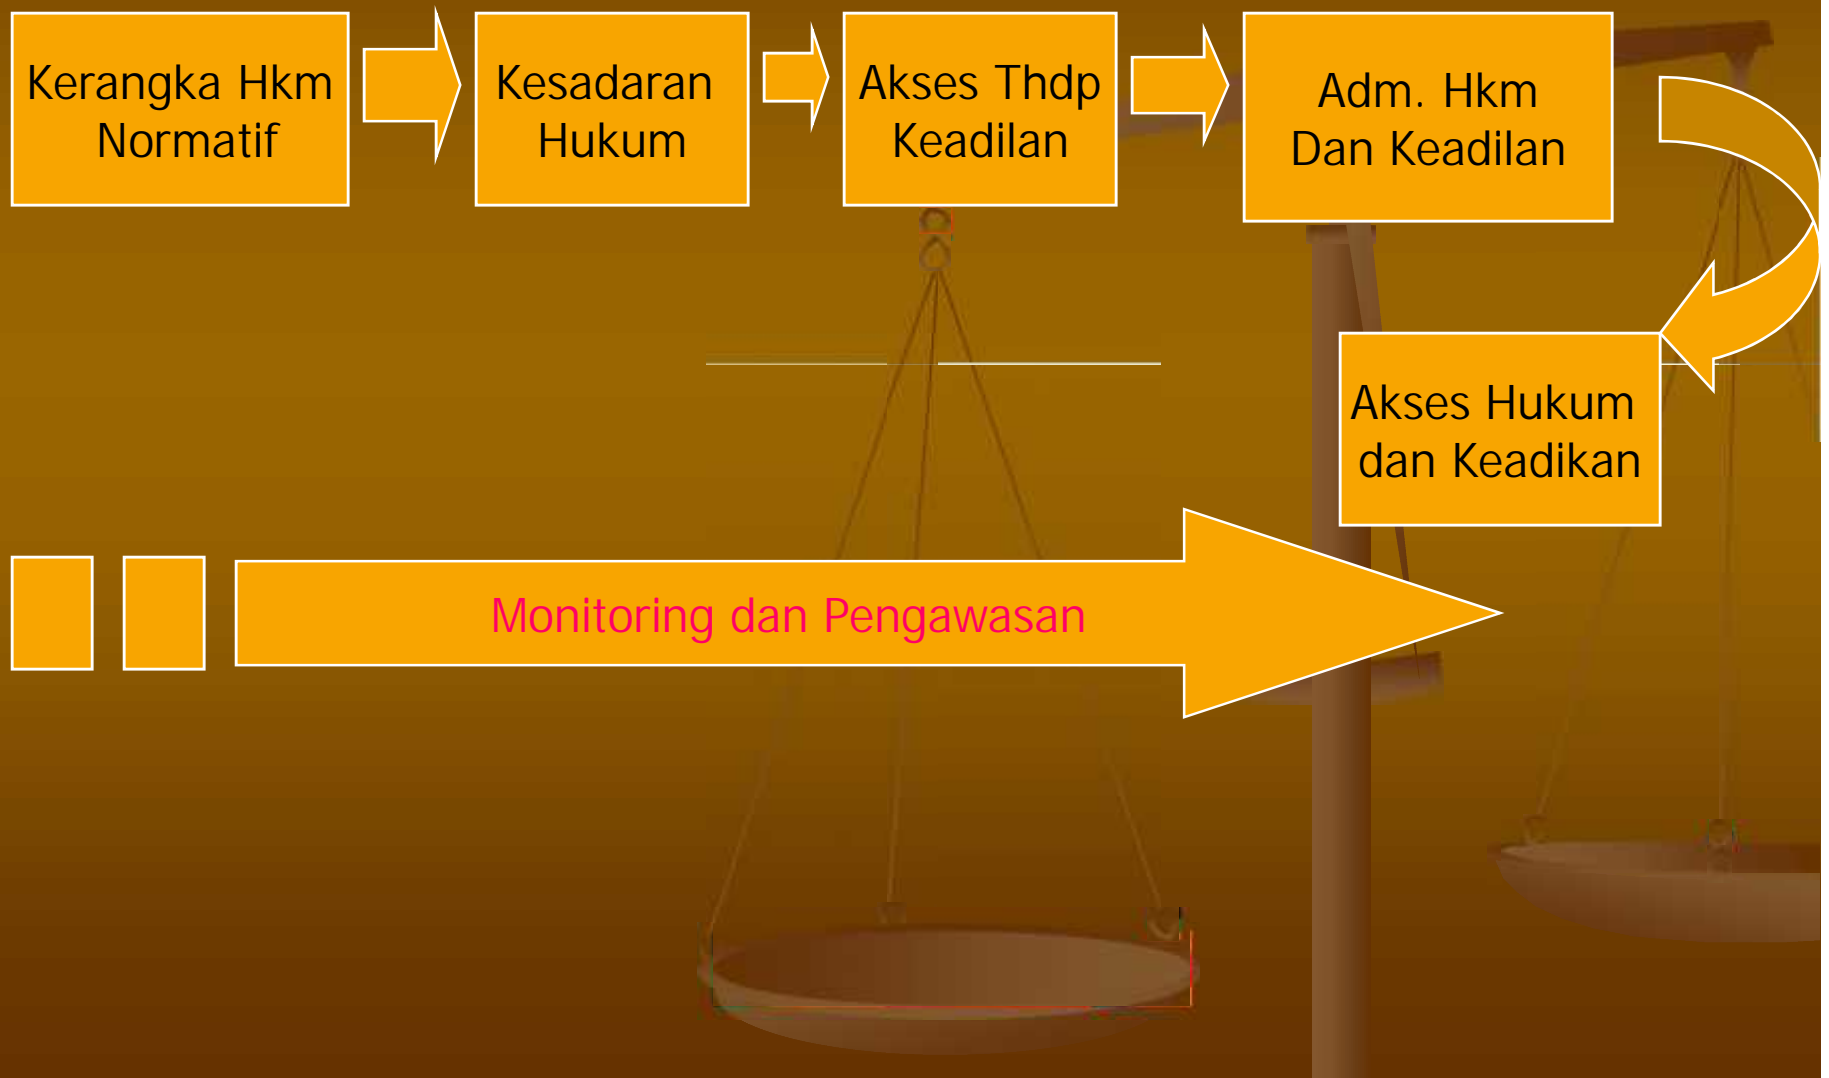 Kerangka Hkm
Normatif
Kesadaran
Hukum
Akses Thdp
Keadilan
Adm. Hkm
Dan Keadilan
Akses Hukum
dan Keadikan
Monitoring dan Pengawasan